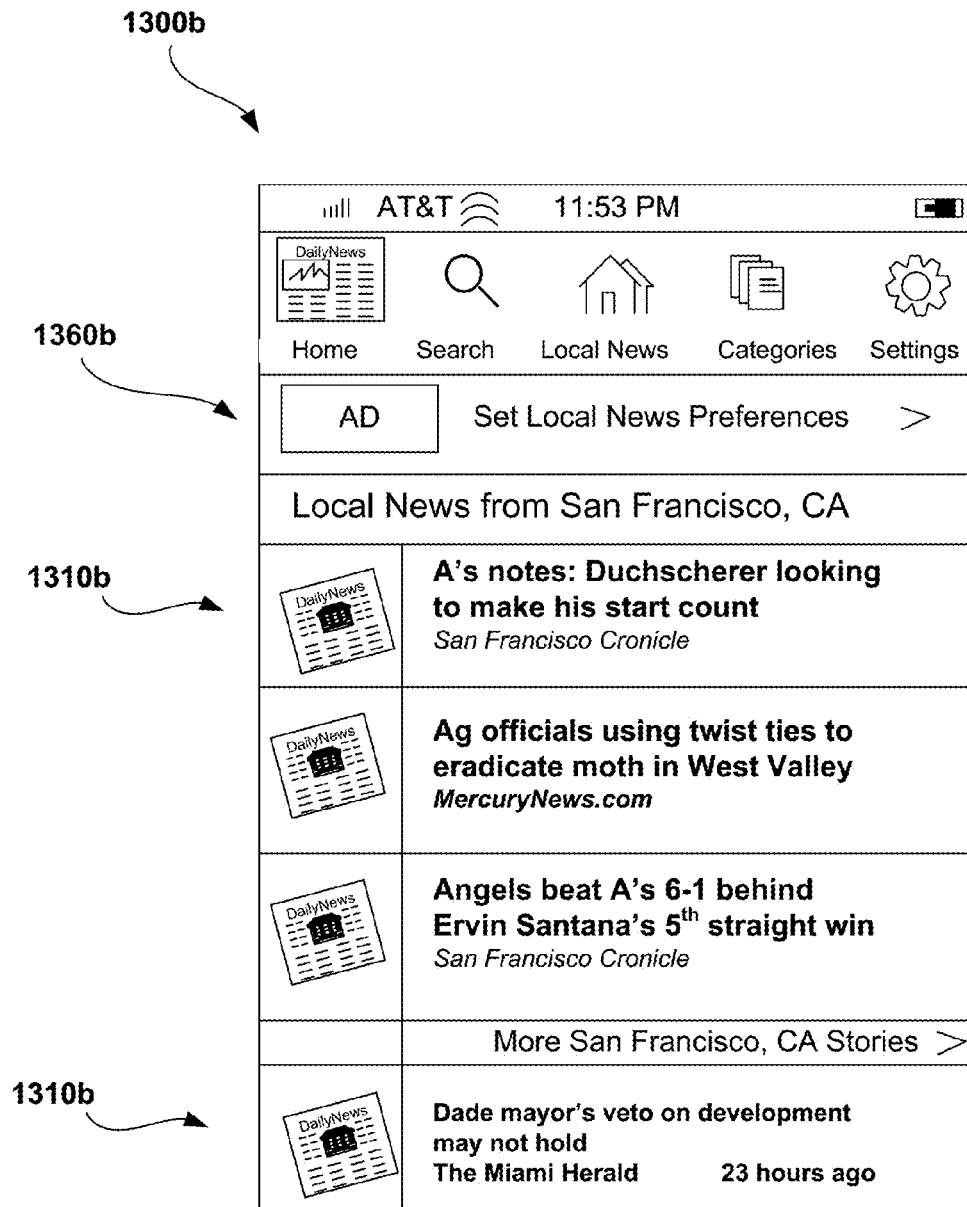 1300b
AT&T 11:53 PM
DailyNews
Home Search Local News Categories Settings
1360b
AD Set Local News Preferences >
Local News from San Francisco, CA
1310b
DailyNews
A's notes: Duchscherer looking
to make his start count
San Francisco Cronicle
DailyNews
Ag officials using twist ties to
eradicate moth in West Valley
MercuryNews.com
DailyNews
Angels beat A's 6-1 behind
Ervin Santana's 5th straight win
San Francisco Cronicle
More San Francisco, CA Stories >
1310b
DailyNews
Dade mayor's veto on development
may not hold
The Miami Herald 23 hours ago